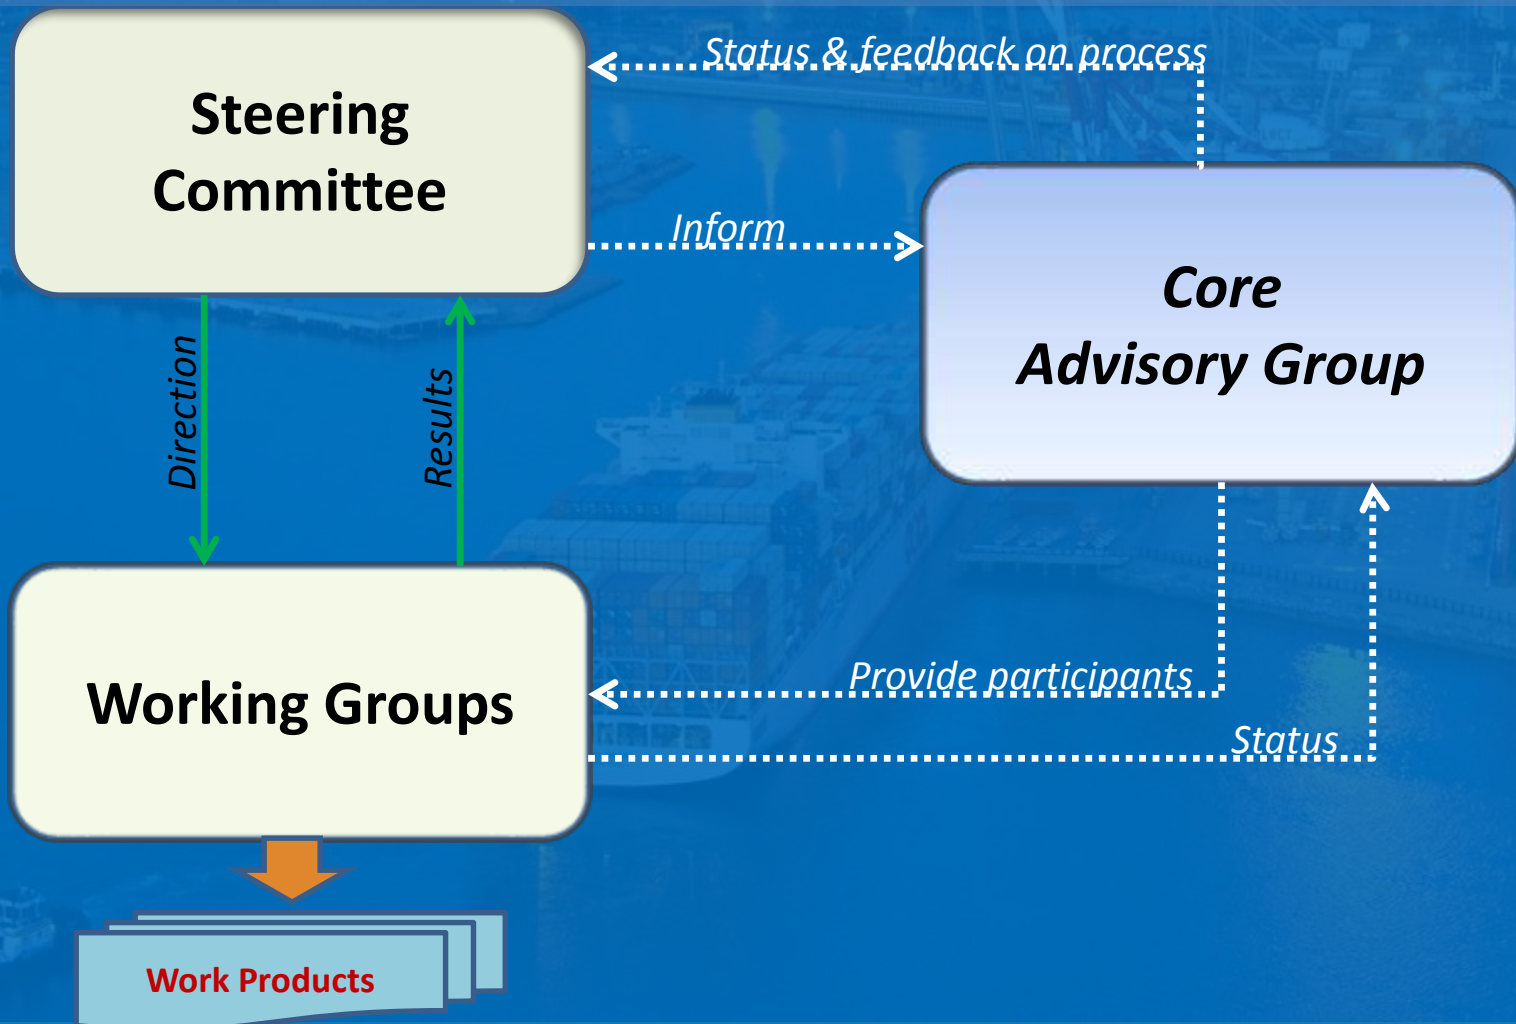 Status & feedback on process
Steering
Committee
Inform
Core
Advisory Group
Direction
Results
Provide participants
Working Groups
Status
Work Products